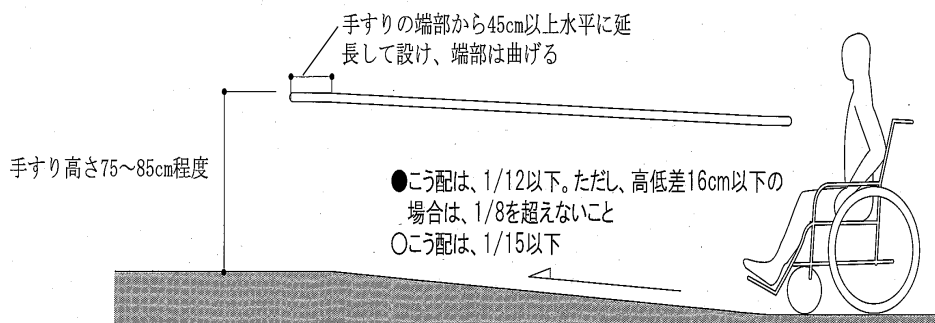 手すりの端部から45cm以上水平に延
長して設け、端部は曲げる
手すり高さ75～85cm程度
●こう配は、1/12以下。ただし、高低差16cm以下の
場合は、1/8を超えないこと
○こう配は、1/15以下